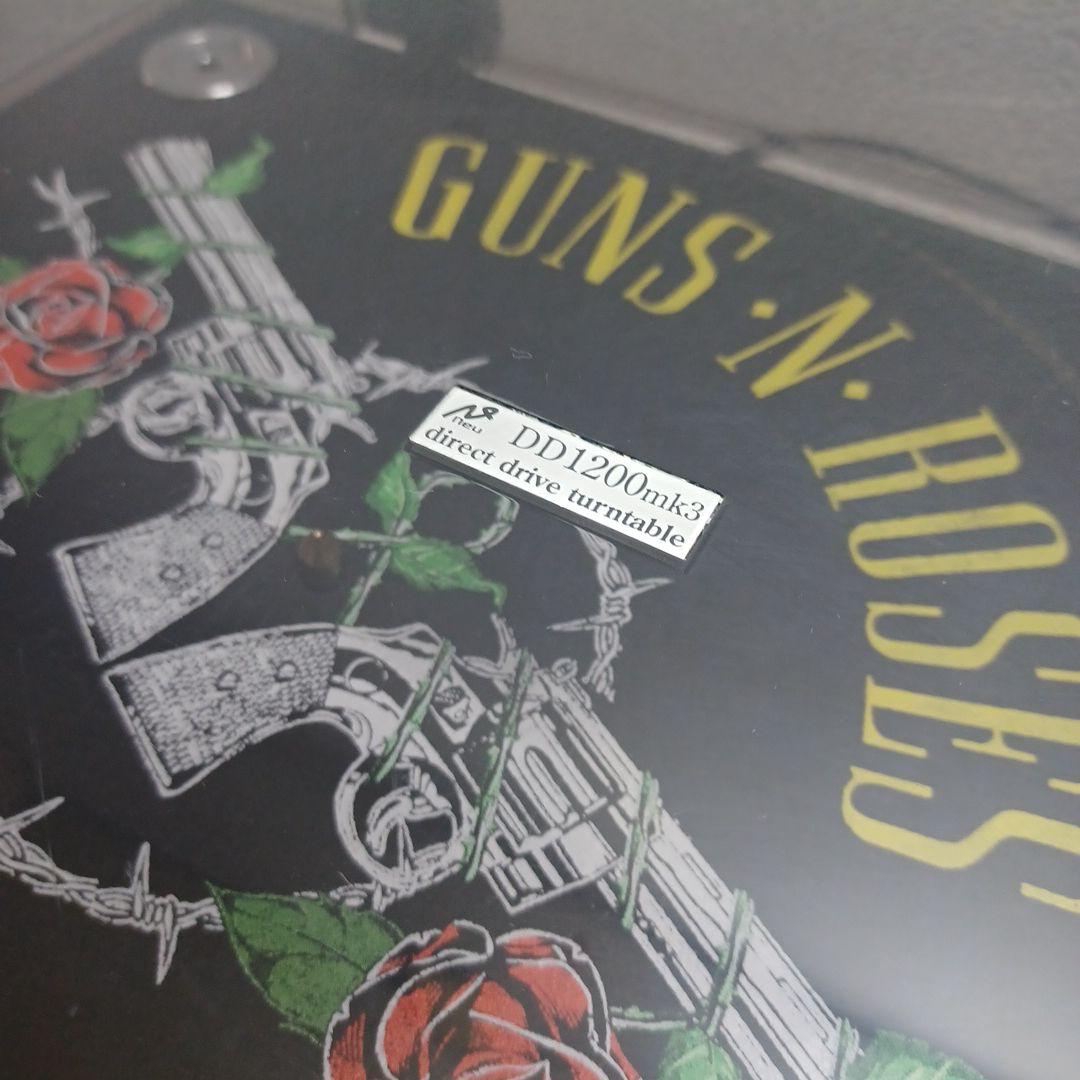 GUNS·N·ROSES
neu DD1200mk3
direct drive turntable